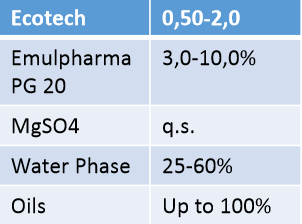 Ecotech 0,50-2,0
Emulpharma 3,0-10,0%
PG 20
MgSO4 q.s.
Water Phase 25-60%
Oils Up to 100%